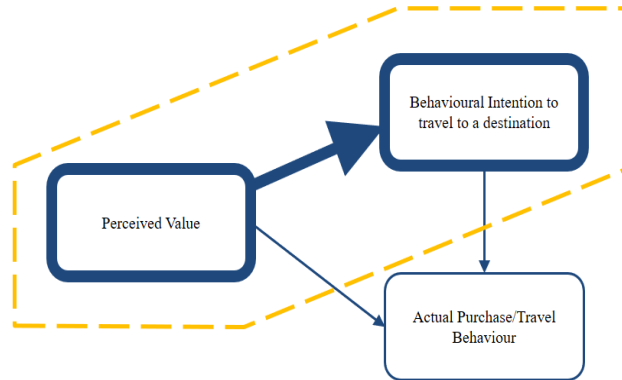 Behavioural Intention to
travel to a destination
Perceived Value
Actual Purchase/Travel
Behaviour